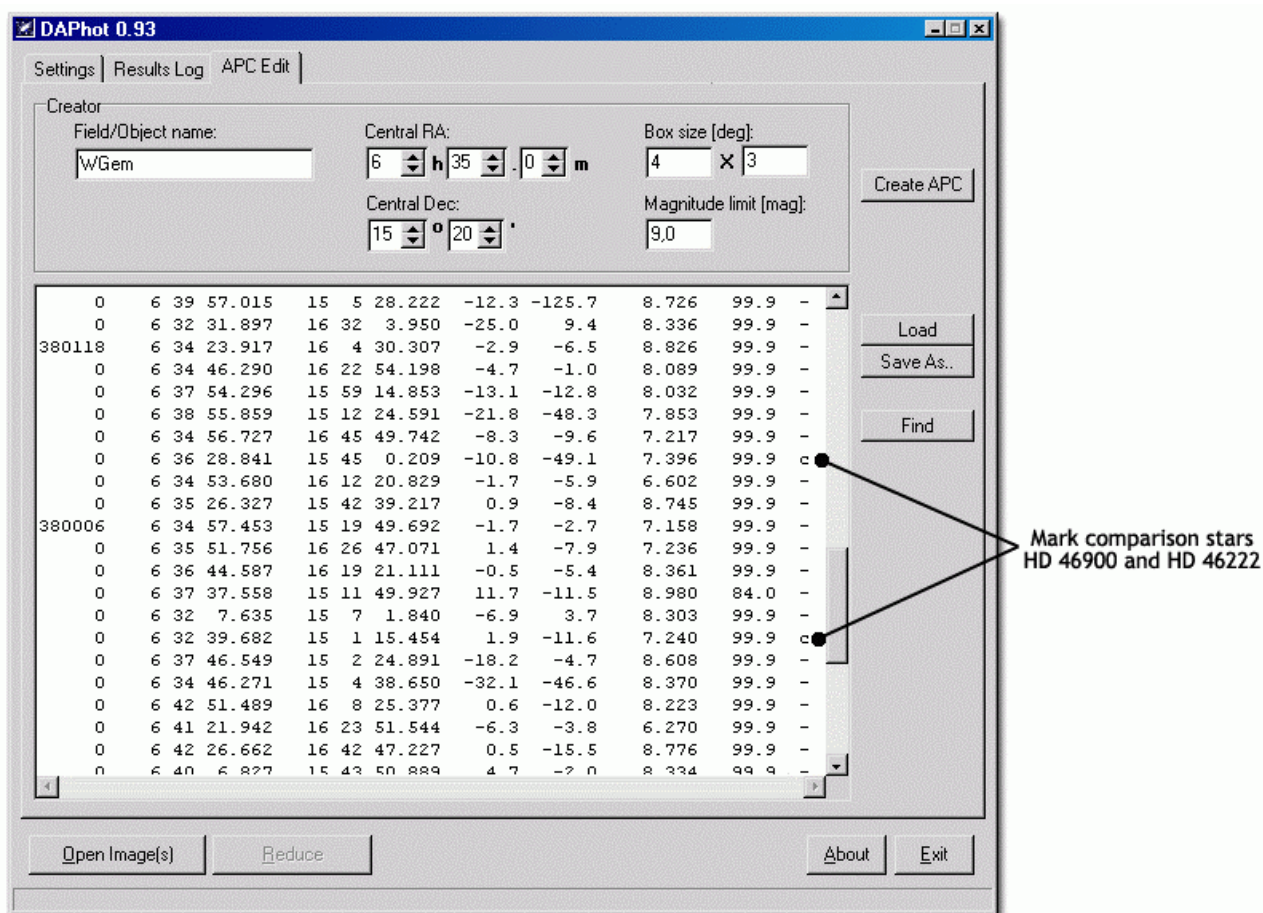 DAPhot 0.93
Settings Results Log APC Edit
Creator
Field/Object name: Central RA: Box size [deg]:
WGem 6 h 35 . 0 m 4 X 3
Create APC
Central Dec: Magnitude limit [mag]:
15 o 20 ' 9,0
0 6 39 57.015 15 5 28.222 -12.3 -125.7 8.726 99.9 -
0 6 32 31.897 16 32 3.950 -25.0 9.4 8.336 99.9 -
Load
380118 6 34 23.917 16 4 30.307 -2.9 -6.5 8.826 99.9 -
Save As..
0 6 34 46.290 16 22 54.198 -4.7 -1.0 8.089 99.9 -
0 6 37 54.296 15 59 14.853 -13.1 -12.8 8.032 99.9 -
0 6 38 55.859 15 12 24.591 -21.8 -48.3 7.853 99.9 -
Find
0 6 34 56.727 16 45 49.742 -8.3 -9.6 7.217 99.9 -
0 6 36 28.841 15 45 0.209 -10.8 -49.1 7.396 99.9 c
0 6 34 53.680 16 12 20.829 -1.7 -5.9 6.602 99.9 -
0 6 35 26.327 15 42 39.217 0.9 -8.4 8.745 99.9 -
380006 6 34 57.453 15 19 49.692 -1.7 -2.7 7.158 99.9 -
0 6 35 51.756 16 26 47.071 1.4 -7.9 7.236 99.9 -
0 6 36 44.587 16 19 21.111 -0.5 -5.4 8.361 99.9 -
0 6 37 37.558 15 11 49.927 11.7 -11.5 8.980 84.0 -
0 6 32 7.635 15 7 1.840 -6.9 3.7 8.303 99.9 -
0 6 32 39.682 15 1 15.454 1.9 -11.6 7.240 99.9 c
0 6 37 46.549 15 2 24.891 -18.2 -4.7 8.608 99.9 -
0 6 34 46.271 15 4 38.650 -32.1 -46.6 8.370 99.9 -
0 6 42 51.489 16 8 25.377 0.6 -12.0 8.223 99.9 -
0 6 41 21.942 16 23 51.544 -6.3 -3.8 6.270 99.9 -
0 6 42 26.662 16 42 47.227 0.5 -15.5 8.776 99.9 -
0 6 40 6.827 15 43 50.889 4.7 -2.0 8.334 99.9 -
Mark comparison stars
HD 46900 and HD 46222
Open Image(s) Reduce About Exit